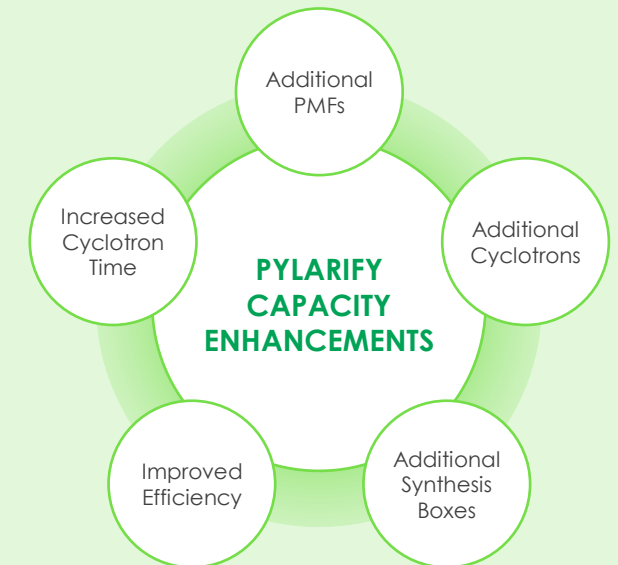 Additional
PMFs
Increased
Cyclotron
Time
Additional
Cyclotrons
PYLARIFY
CAPACITY
ENHANCEMENTS
Improved
Efficiency
Additional
Synthesis
Boxes